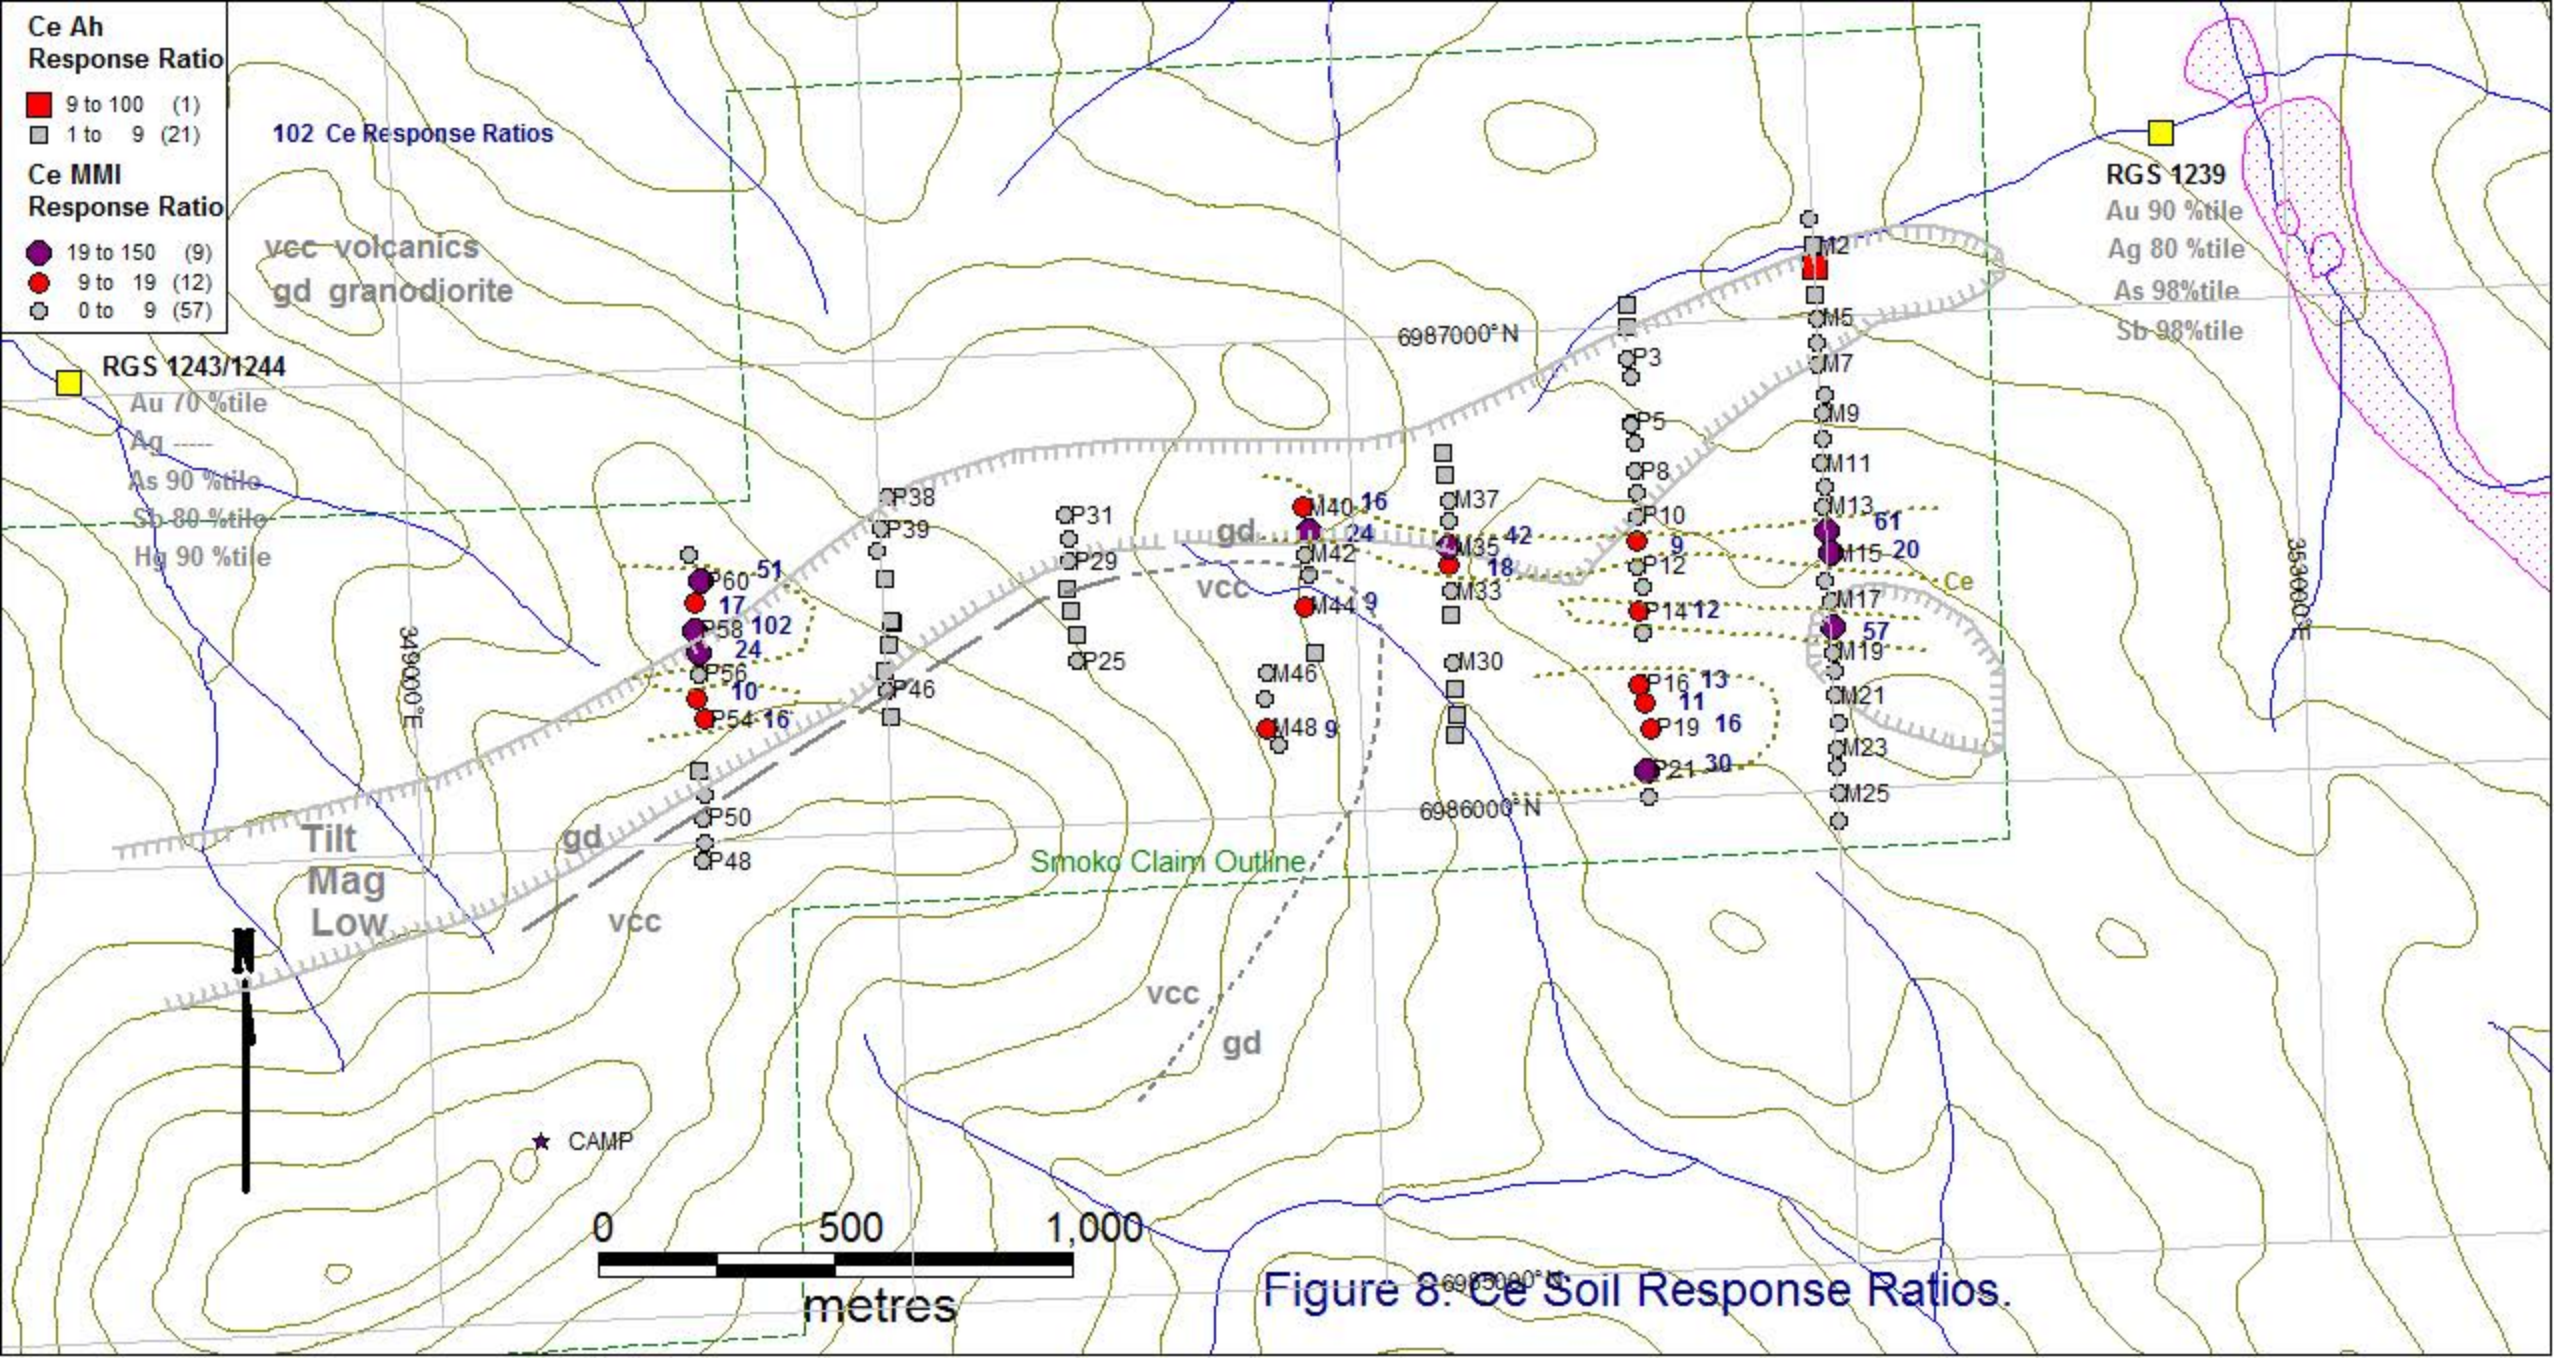 Ce Ah
Response Ratio
9 to 100 (1)
1 to 9 (21)
Ce MMI
Response Ratio
19 to 150 (9)
9 to 19 (12)
0 to 9 (57)
102 Ce Response Ratios
vcc volcanics
gd granodiorite
RGS 1243/1244
Au 70 %tile
Ag -----
As 90 %tile
Sb 80 %tile
Hg 90 %tile
RGS 1239
Au 90 %tile
Ag 80 %tile
As 98%tile
Sb 98%tile
6987000°N
6986000°N
6985000°N
349000°E
353000°E
P60 51
17
P58 102
24
P56
10
P54 16
P50
P48
P38
P39
P46
P31
P29
P25
M40 16
24
M42
M44 9
M46
M48 9
M37
M35 42
18
M33
M30
P3
P5
P8
P10
9
P12
P14 12
P16 13
11
P19 16
P21 30
M2
M5
M7
M9
M11
M13
61
M15 20
M17
57
M19
M21
M23
M25
Ce
gd
vcc
gd
vcc
vcc
gd
Tilt
Mag
Low
Smoko Claim Outline
N
CAMP
0 500 1,000
metres
Figure 8. Ce Soil Response Ratios.